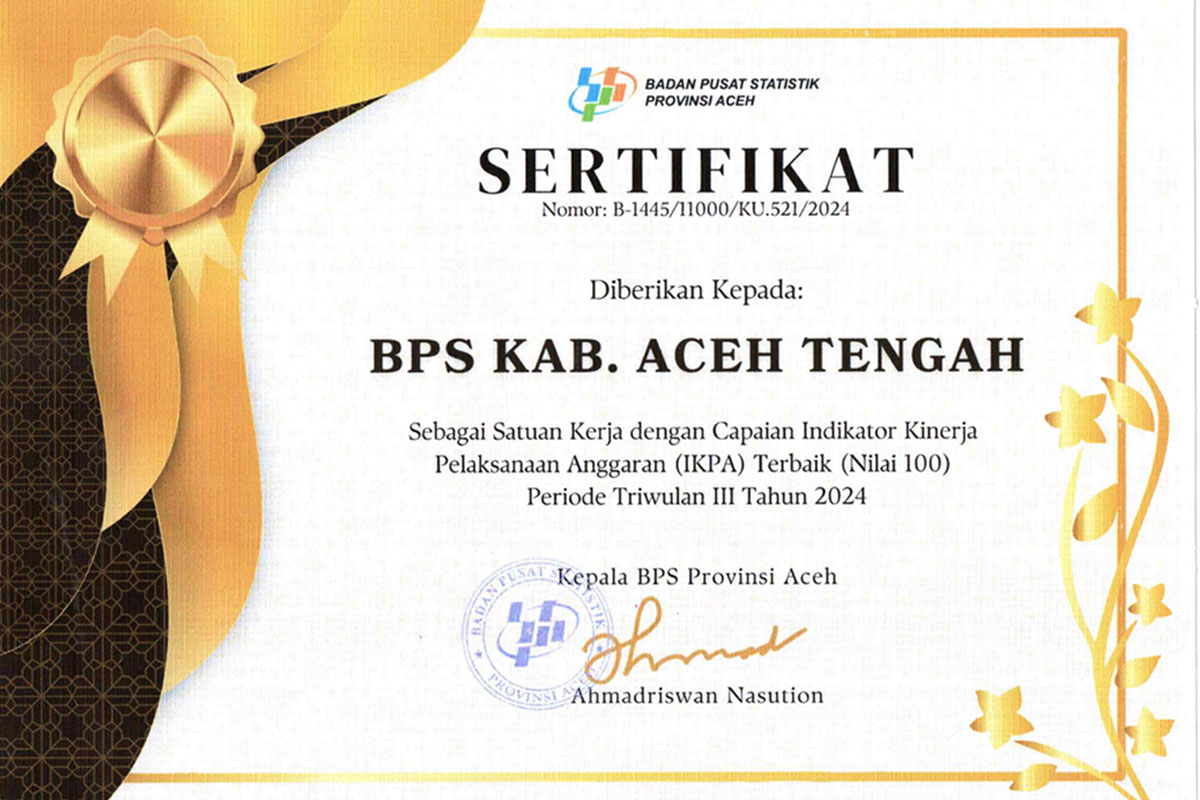 BADAN PUSAT STATISTIK
PROVINSI ACEH
SERTIFIKAT
Nomor: B-1445/11000/KU.521/2024
Diberikan Kepada:
BPS KAB. ACEH TENGAH
Sebagai Satuan Kerja dengan Capaian Indikator Kinerja
Pelaksanaan Anggaran (IKPA) Terbaik (Nilai 100)
Periode Triwulan III Tahun 2024
Kepala BPS Provinsi Aceh
BADAN PUSAT STATISTIK
PROVINSI ACEH
Ahmad
Ahmadriswan Nasution